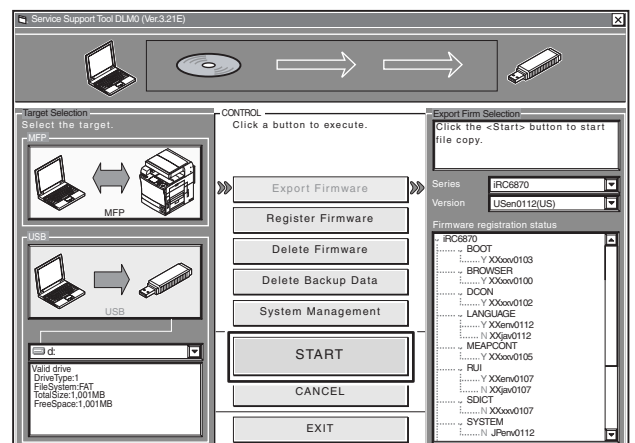 Service Support Tool DLM0 (Ver.3.21E)
Target Selection
Select the target.
MFP
MFP
USB
USB
d:
Valid drive
DriveType:1
FileSystem:FAT
TotalSize:1,001MB
FreeSpace:1,001MB
CONTROL
Click a button to execute.
Export Firmware
Register Firmware
Delete Firmware
Delete Backup Data
System Management
START
CANCEL
EXIT
Export Firm Selection
Click the <Start> button to start
file copy.
Series iRC6870
Version USen0112(US)
Firmware registration status
iRC6870
BOOT
Y XXxxv0103
BROWSER
Y XXxxv0100
DCON
Y XXxxv0102
LANGUAGE
Y XXenv0112
N XXjav0112
MEAPCONT
Y XXxxv0105
RUI
Y XXenv0107
N XXjav0107
SDICT
N XXxxv0107
SYSTEM
N JPenv0112